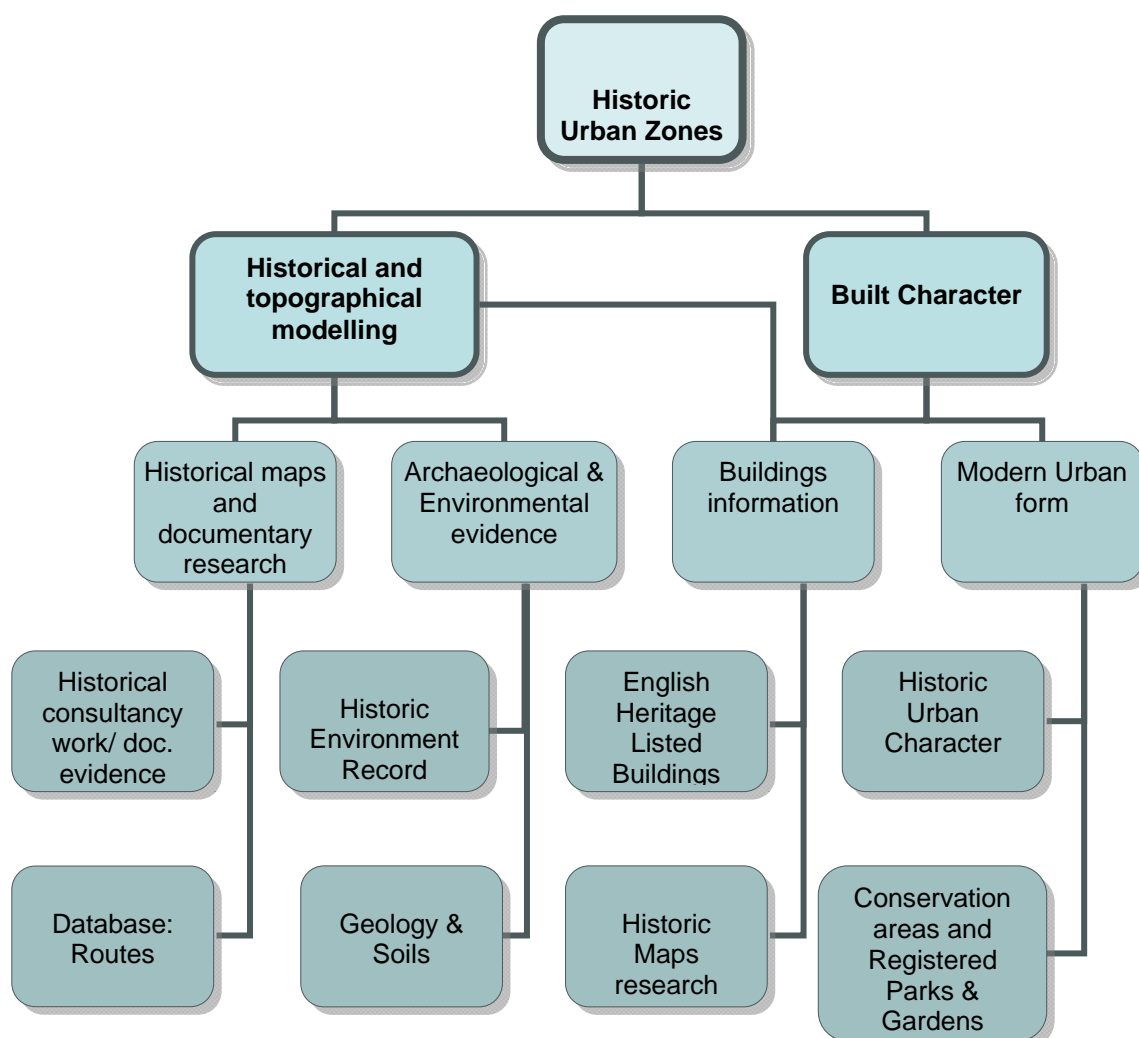 Historic
Urban Zones
Historical and
topographical
modelling
Built Character
Historical maps
and
documentary
research
Archaeological &
Environmental
evidence
Buildings
information
Modern Urban
form
Historical
consultancy
work/ doc.
evidence
Historic
Environment
Record
English
Heritage
Listed
Buildings
Historic
Urban
Character
Database:
Routes
Geology &
Soils
Historic
Maps
research
Conservation
areas and
Registered
Parks &
Gardens